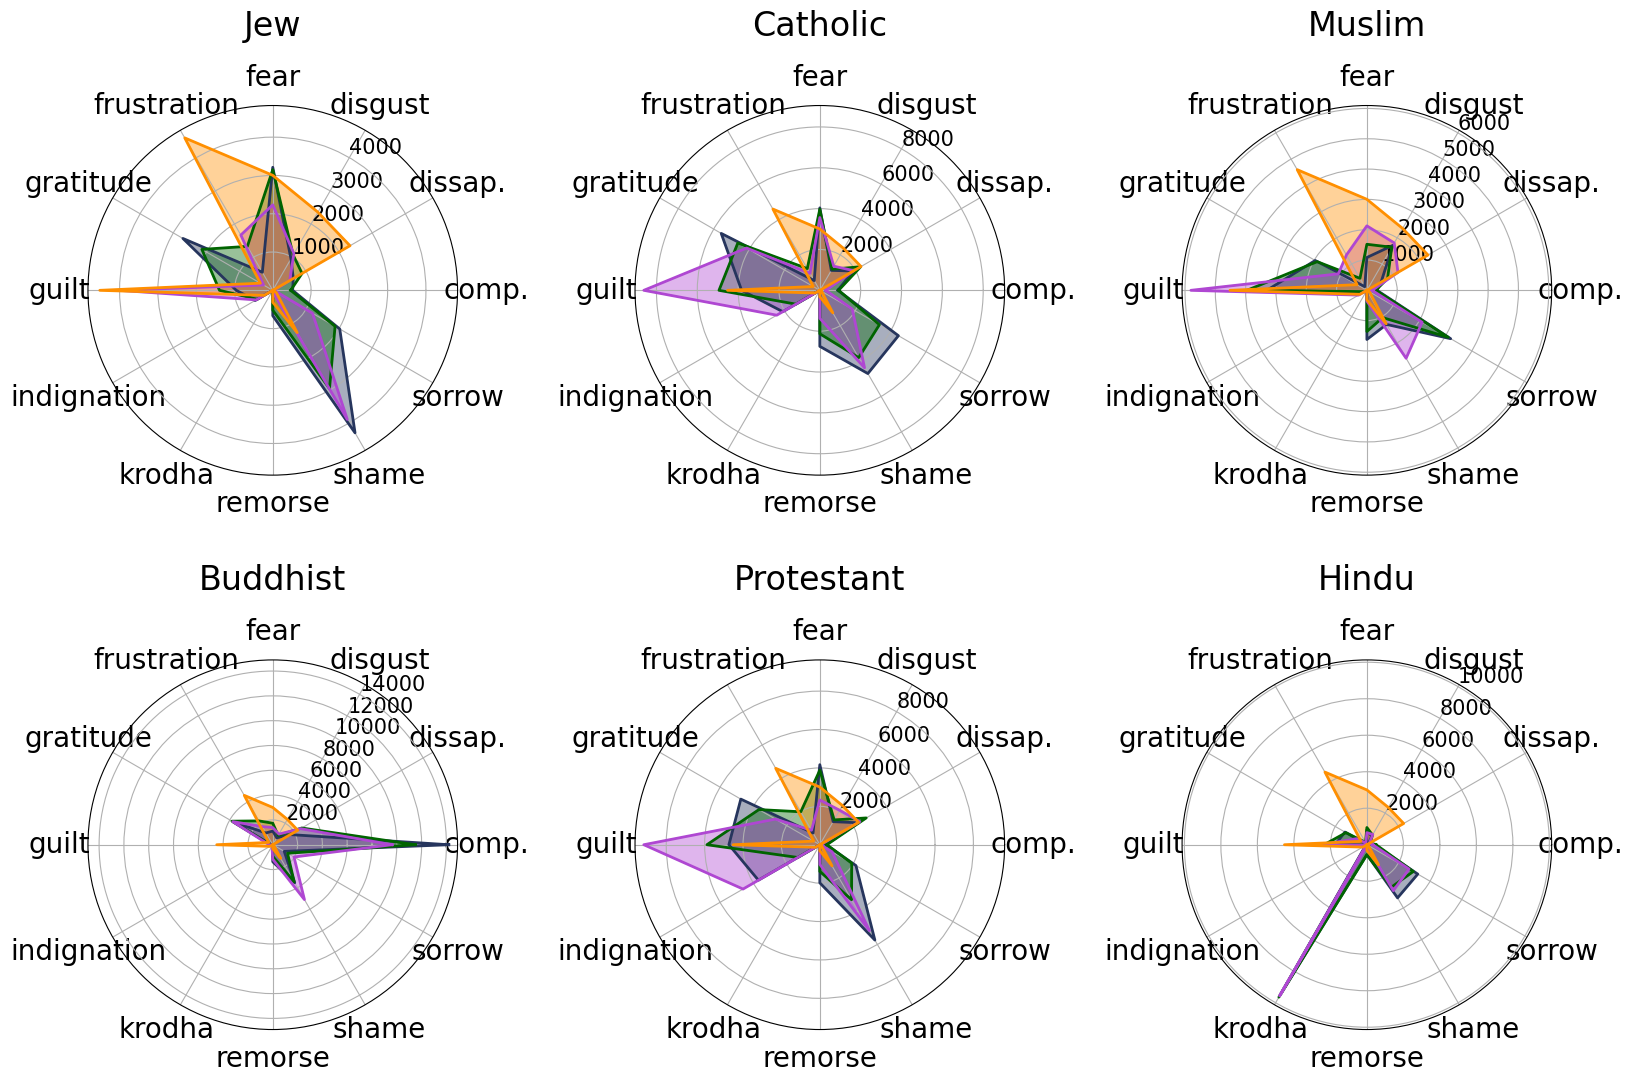 Jew
fear
frustration
disgust
gratitude
4000
3000
dissap.
2000
1000
guilt
comp.
indignation
sorrow
krodha
shame
remorse
Catholic
fear
frustration
disgust
8000
gratitude
6000
dissap.
4000
2000
guilt
comp.
indignation
sorrow
krodha
shame
remorse
Muslim
fear
frustration
disgust
6000
5000
gratitude
4000
dissap.
3000
2000
1000
guilt
comp.
indignation
sorrow
krodha
shame
remorse
Buddhist
fear
frustration
disgust
14000
12000
10000
gratitude
dissap.
8000
6000
4000
2000
guilt
comp.
indignation
sorrow
krodha
shame
remorse
Protestant
fear
frustration
disgust
8000
6000
gratitude
dissap.
4000
2000
guilt
comp.
indignation
sorrow
krodha
shame
remorse
Hindu
fear
frustration
disgust
10000
8000
gratitude
6000
dissap.
4000
2000
guilt
comp.
indignation
sorrow
krodha
shame
remorse